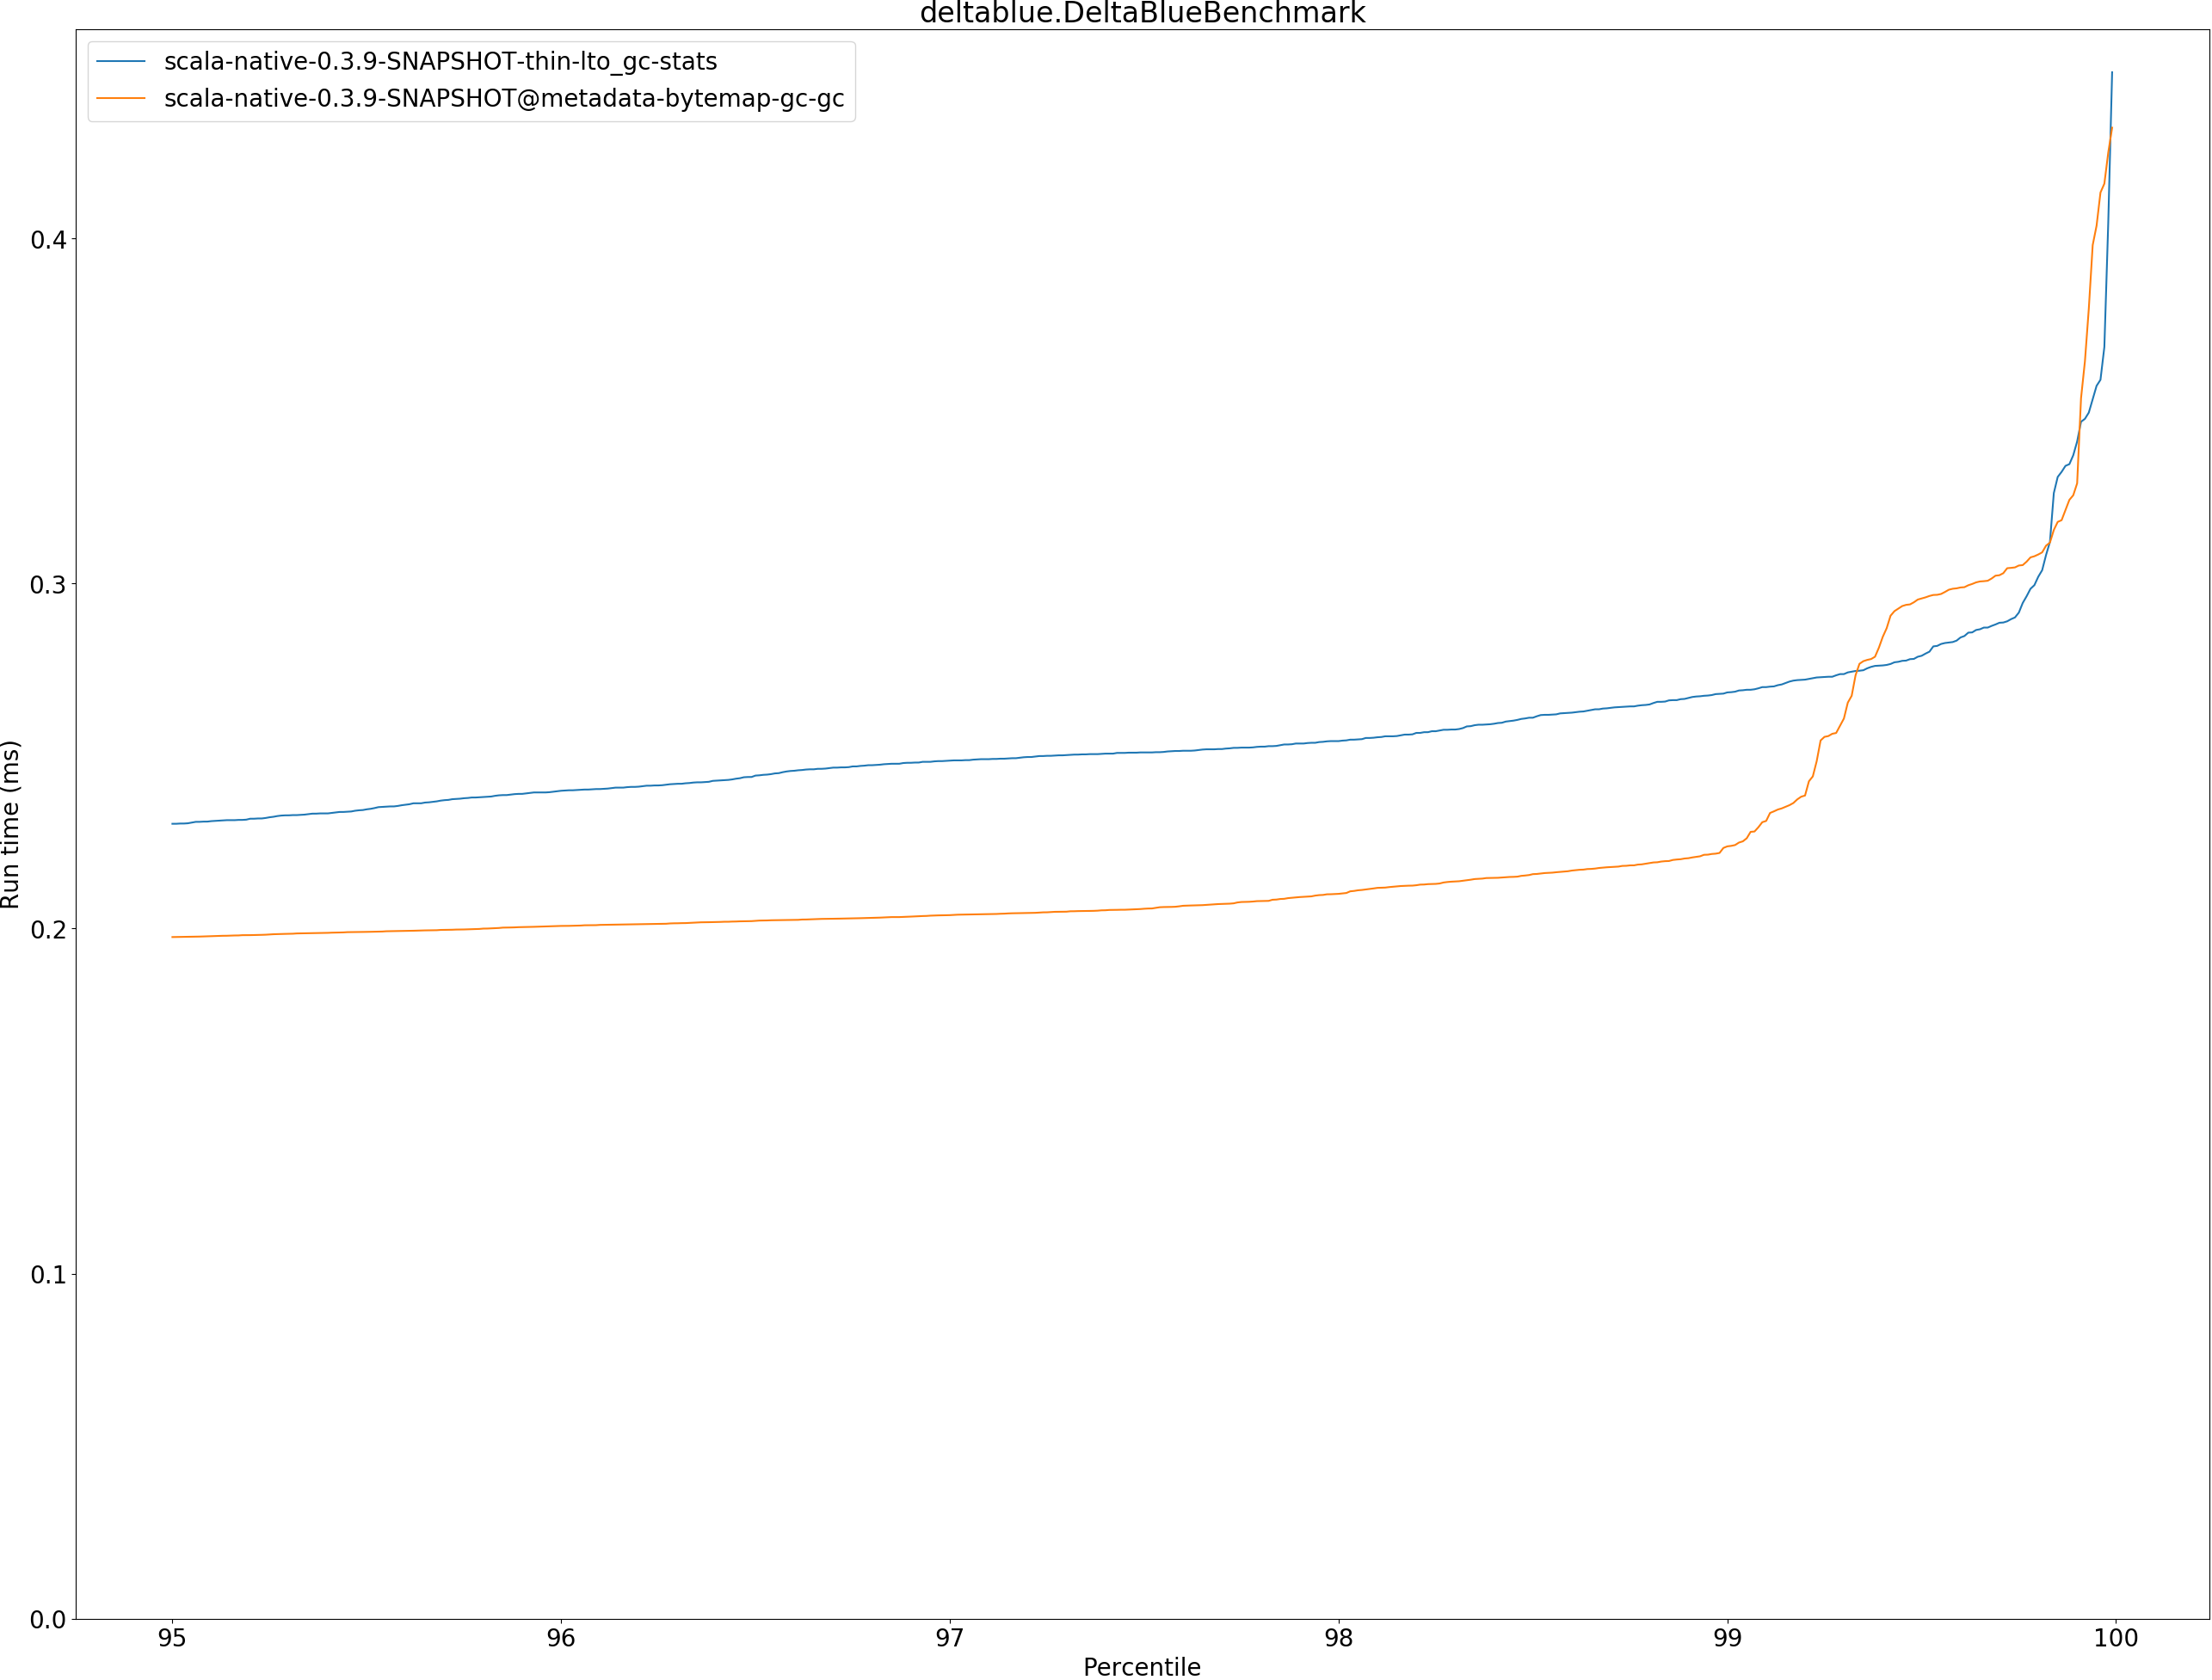 deltablue.DeltaBlueBenchmark
scala-native-0.3.9-SNAPSHOT-thin-lto_gc-stats
scala-native-0.3.9-SNAPSHOT@metadata-bytemap-gc-gc
Run time (ms)
0.4
0.3
0.2
0.1
0.0
95 96 97 98 99 100
Percentile